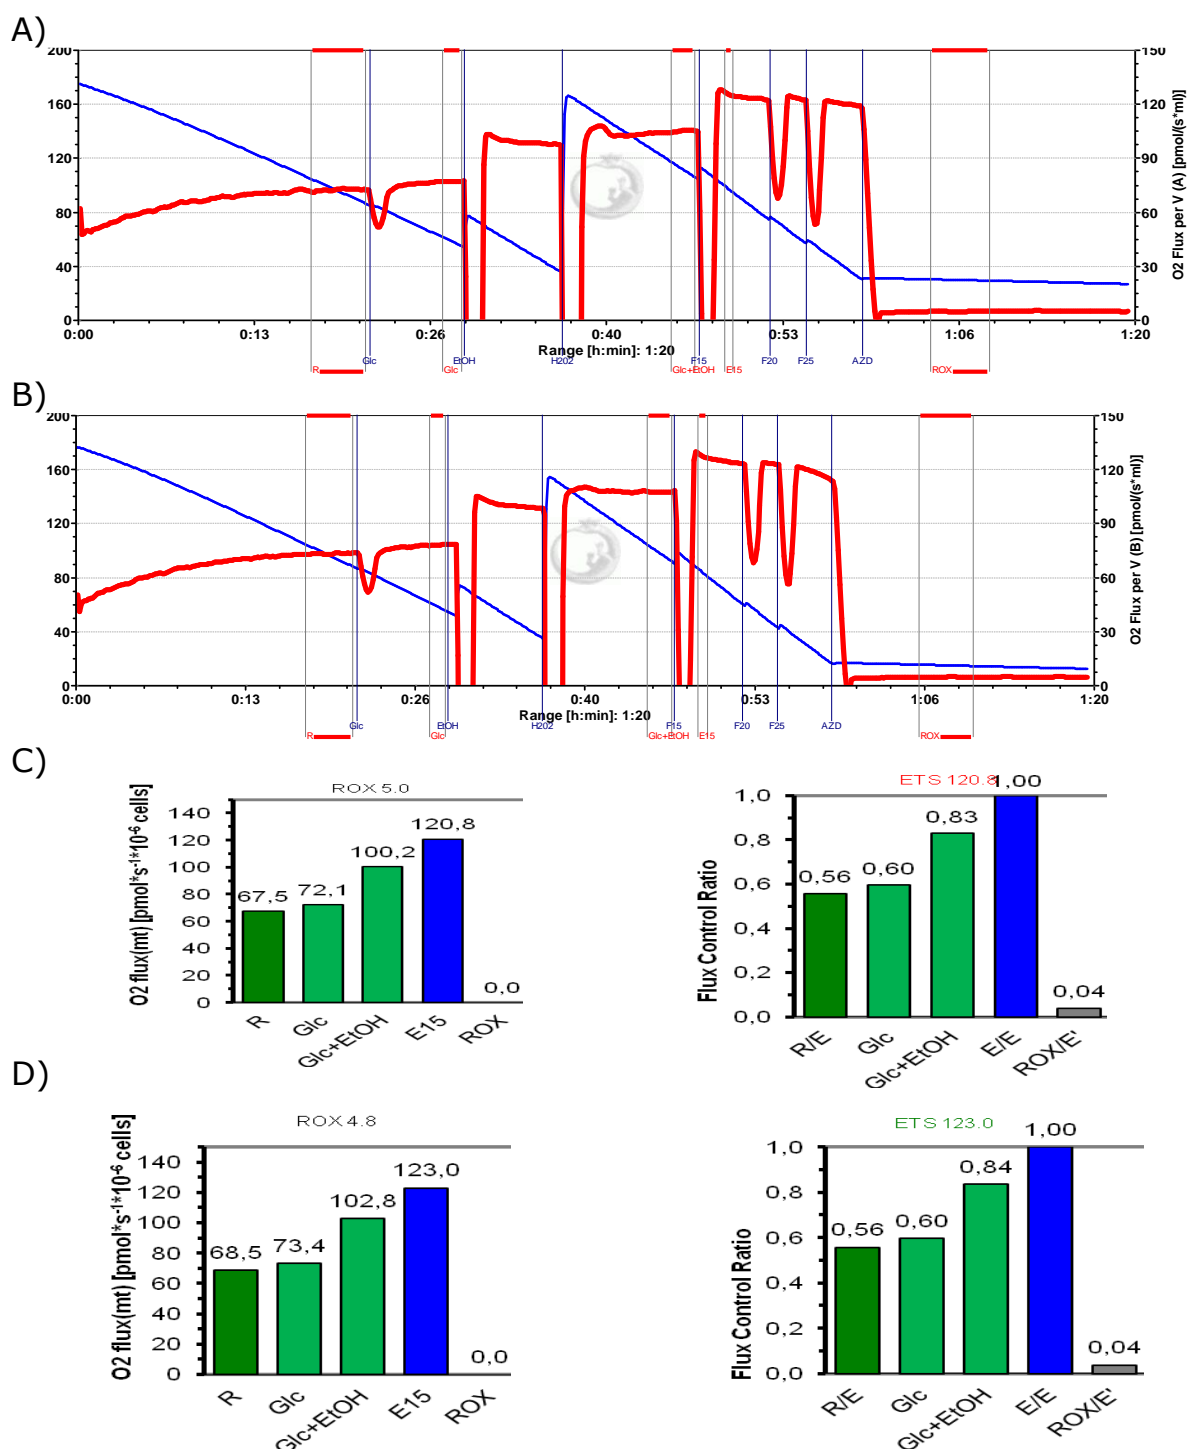 A)
200
160
120
80
40
0
150
120
90
60
30
0
O2 Flux per V (A) [pmol/(s*ml)]
0:00 0:13 0:26 0:40 0:53 1:06 1:20
Range [h:min]: 1:20
Glc EtOH H202 F15 F20 F25 AZD
R Glc Glc+EtOH E15 ROX
B)
200
160
120
80
40
0
150
120
90
60
30
0
O2 Flux per V (B) [pmol/(s*ml)]
0:00 0:13 0:26 0:40 0:53 1:06 1:20
Range [h:min]: 1:20
Glc EtOH H202 F15 F20 F25 AZD
R Glc Glc+EtOH E15 ROX
C)
ROX 5.0
O2 flux(mt) [pmol*s-1*10-6 cells]
140
120
100
80
60
40
20
0
67,5 72,1 100,2 120,8 0,0
R Glc Glc+EtOH E15 ROX
ETS 120.8
Flux Control Ratio
1,0
0,8
0,6
0,4
0,2
0,0
0,56 0,60 0,83 1,00 0,04
R/E Glc Glc+EtOH E/E ROX/E'
D)
ROX 4.8
O2 flux(mt) [pmol*s-1*10-6 cells]
140
120
100
80
60
40
20
0
68,5 73,4 102,8 123,0 0,0
R Glc Glc+EtOH E15 ROX
ETS 123.0
Flux Control Ratio
1,0
0,8
0,6
0,4
0,2
0,0
0,56 0,60 0,84 1,00 0,04
R/E Glc Glc+EtOH E/E ROX/E'